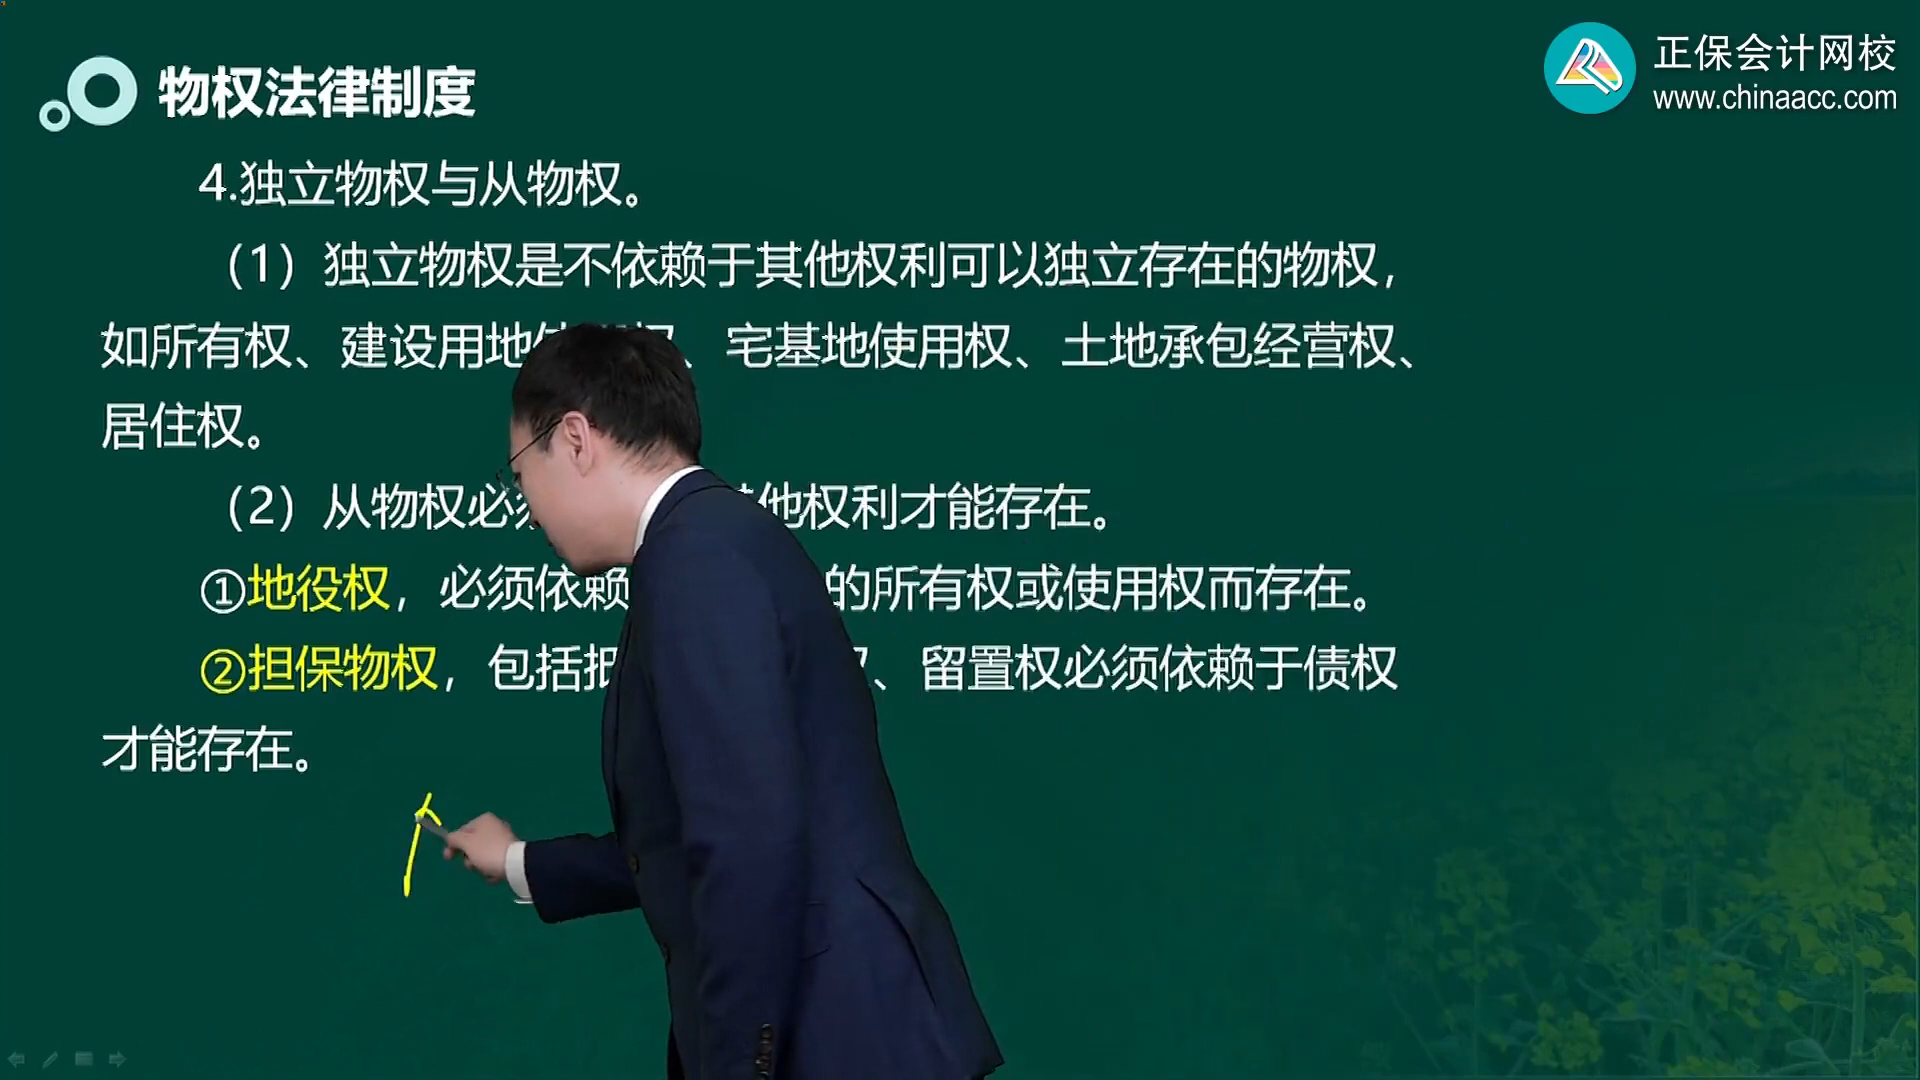 物权法律制度
正保会计网校
www.chinaacc.com
4.独立物权与从物权。
（1）独立物权是不依赖于其他权利可以独立存在的物权，
如所有权、建设用地 权、宅基地使用权、土地承包经营权、
居住权。
（2）从物权必 他权利才能存在。
①地役权，必须依赖 的所有权或使用权而存在。
②担保物权，包括抵 、留置权必须依赖于债权
才能存在。